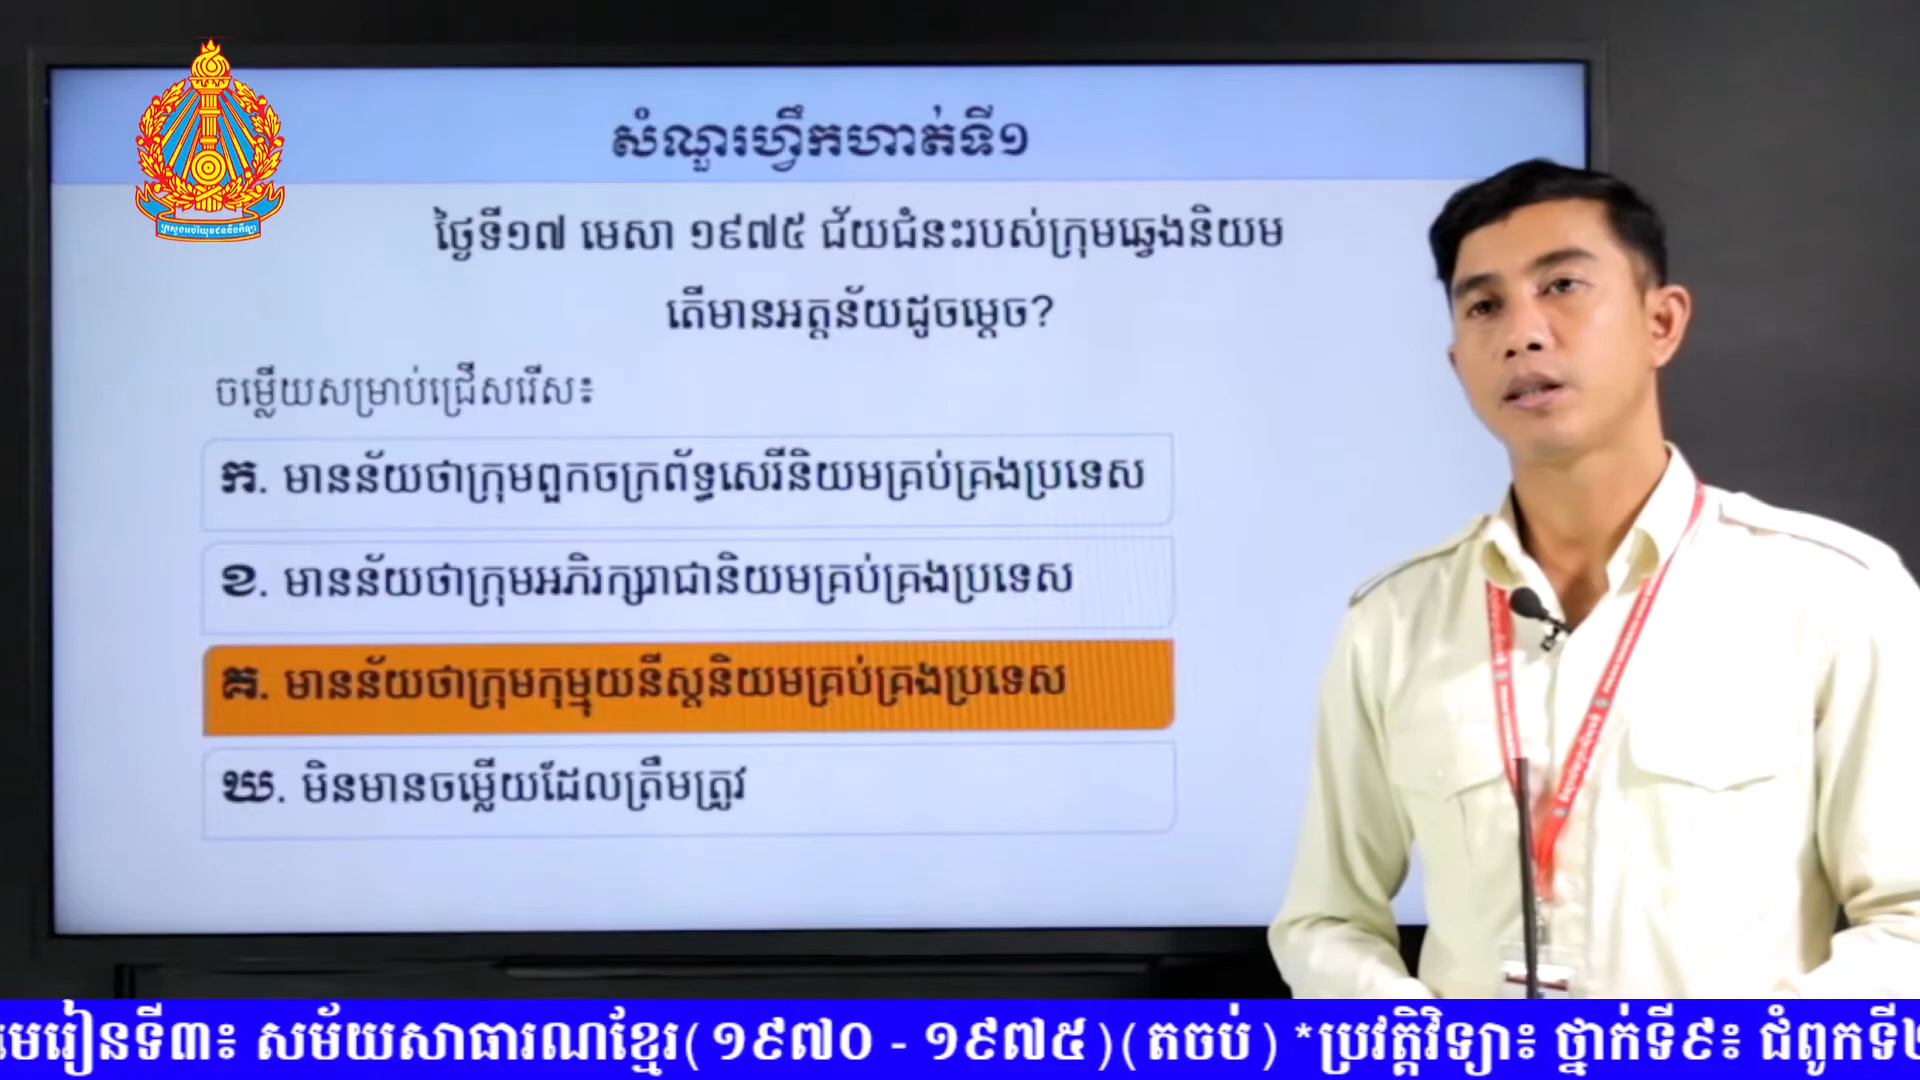 សំណួរហ្វឹកហាត់ទី១
ថ្ងៃទី១៧ មេសា ១៩៧៥ ជ័យជំនះរបស់ក្រុមឆ្វេងនិយម
តើមានអត្តន័យដូចម្ដេច?
ចម្លើយសម្រាប់ជ្រើសរើស៖
ក. មានន័យថាក្រុមពួកចក្រព័ទ្ធសេរីនិយមគ្រប់គ្រងប្រទេស
ខ. មានន័យថាក្រុមអភិរក្សរាជានិយមគ្រប់គ្រងប្រទេស
គ. មានន័យថាក្រុមកុម្មុយនីស្តនិយមគ្រប់គ្រងប្រទេស
ឃ. មិនមានចម្លើយដែលត្រឹមត្រូវ
មេរៀនទី៣៖ សម័យសាធារណខ្មែរ(១៩៧០ - ១៩៧៥)(តចប់) *ប្រវត្តិវិទ្យា៖ ថ្នាក់ទី៩៖ ជំពូកទី២